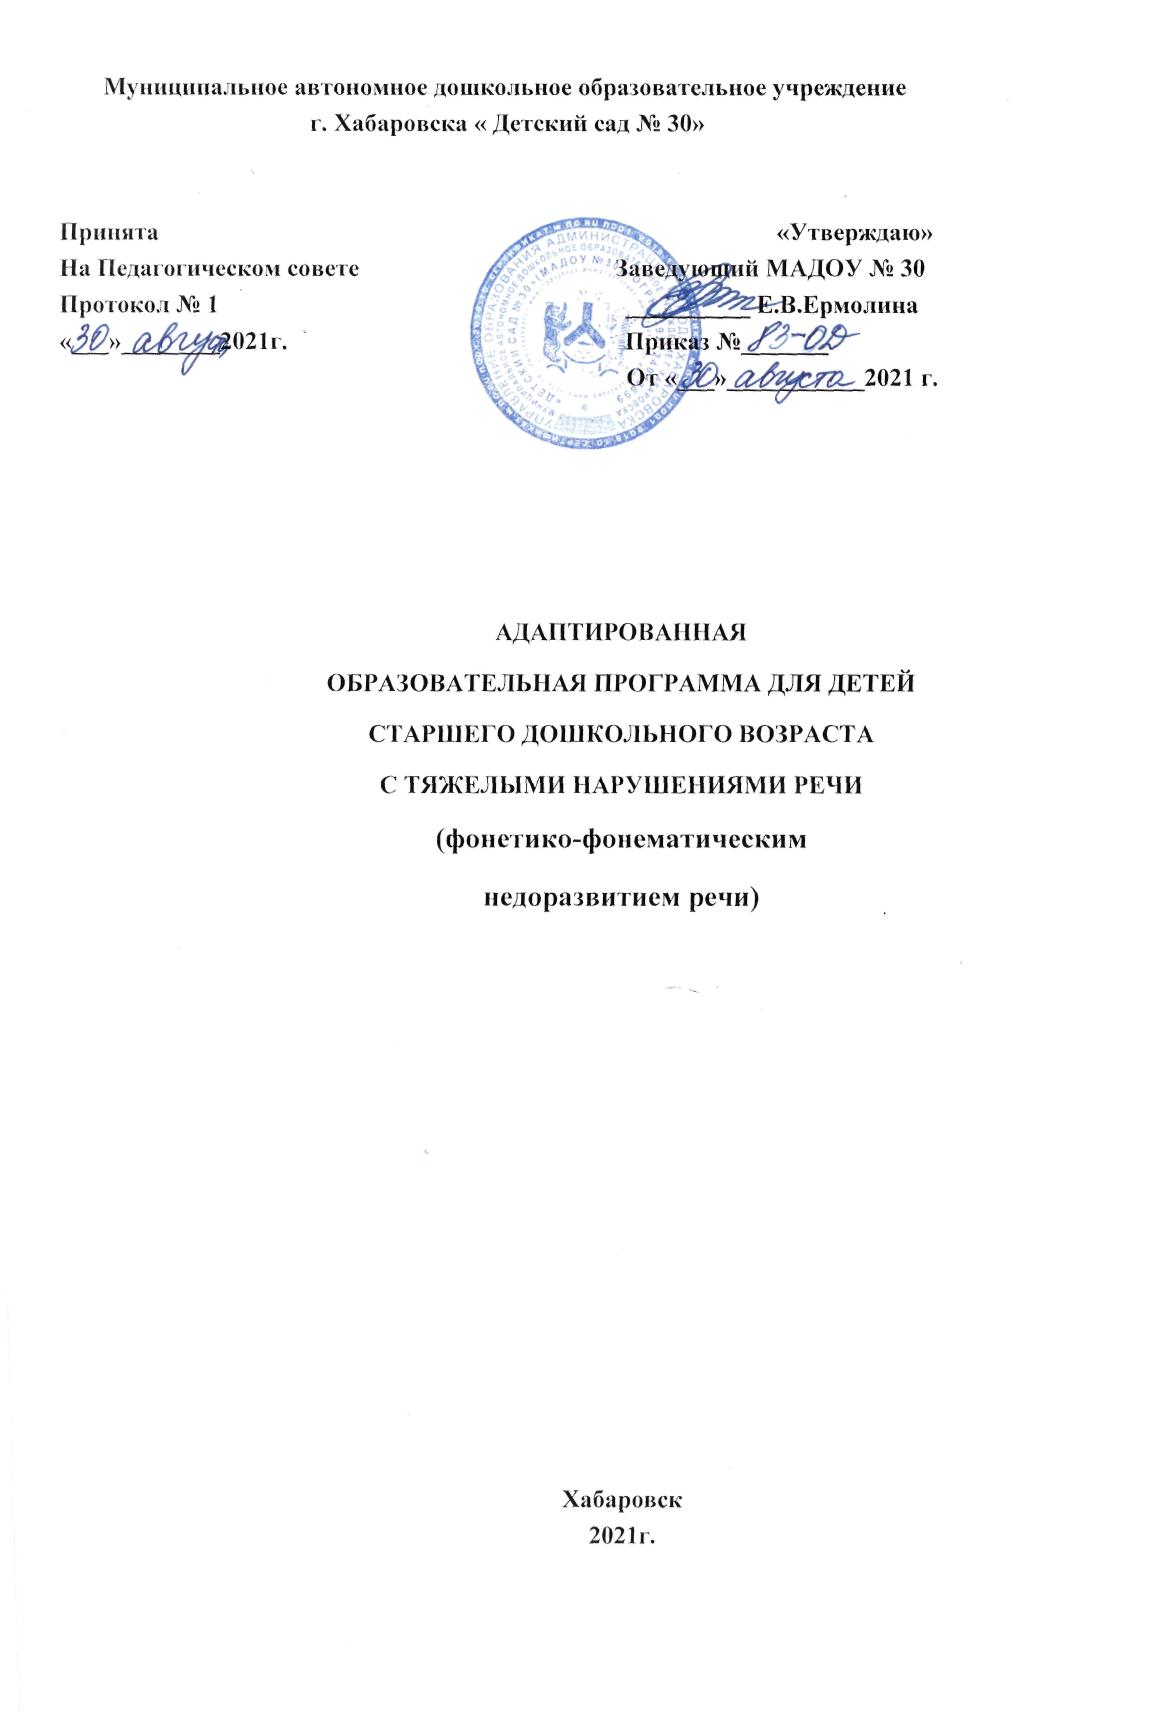 Муниципальное автономное дошкольное образовательное учреждение
г. Хабаровска « Детский сад № 30»
Принята
На Педагогическом совете
Протокол № 1
«30» август 2021г.
«Утверждаю»
Заведующий МАДОУ № 30
Е.В.Ермолина
Приказ № 83-ОД
От «30» августа 2021 г.
АДАПТИРОВАННАЯ
ОБРАЗОВАТЕЛЬНАЯ ПРОГРАММА ДЛЯ ДЕТЕЙ
СТАРШЕГО ДОШКОЛЬНОГО ВОЗРАСТА
С ТЯЖЕЛЫМИ НАРУШЕНИЯМИ РЕЧИ
(фонетико-фонематическим
недоразвитием речи)
Хабаровск
2021г.